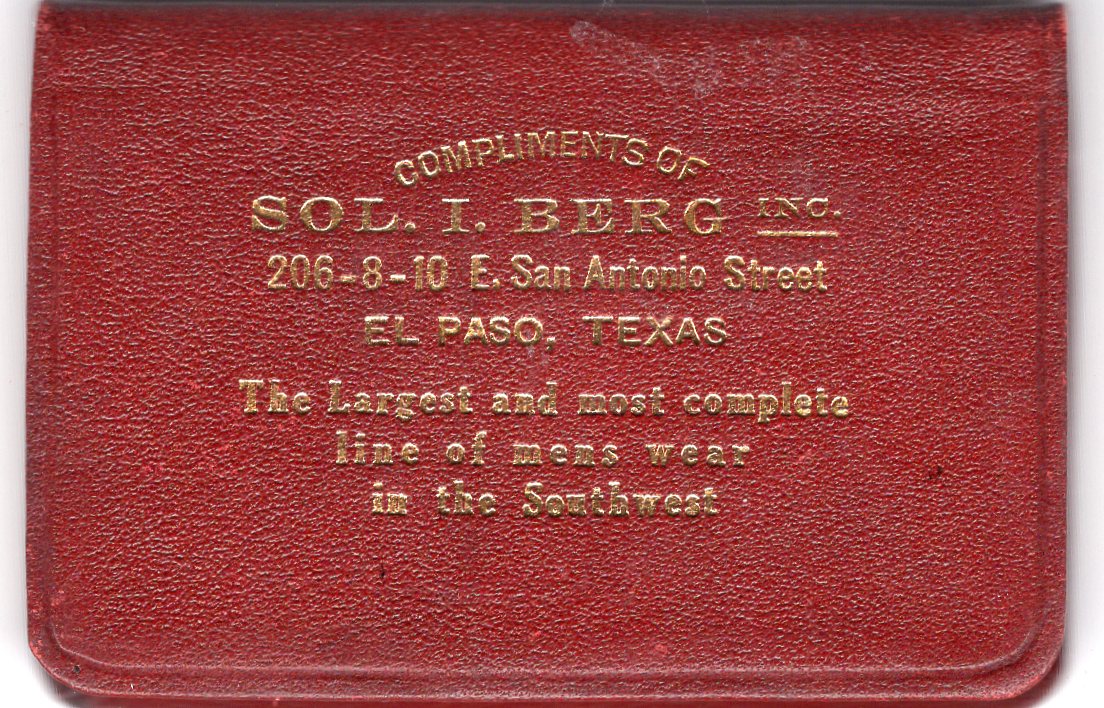 COMPLIMENTS OF
SOL. I. BERG INC.
206-8-10 E. San Antonio Street
EL PASO, TEXAS
The Largest and most complete
line of mens wear
in the Southwest